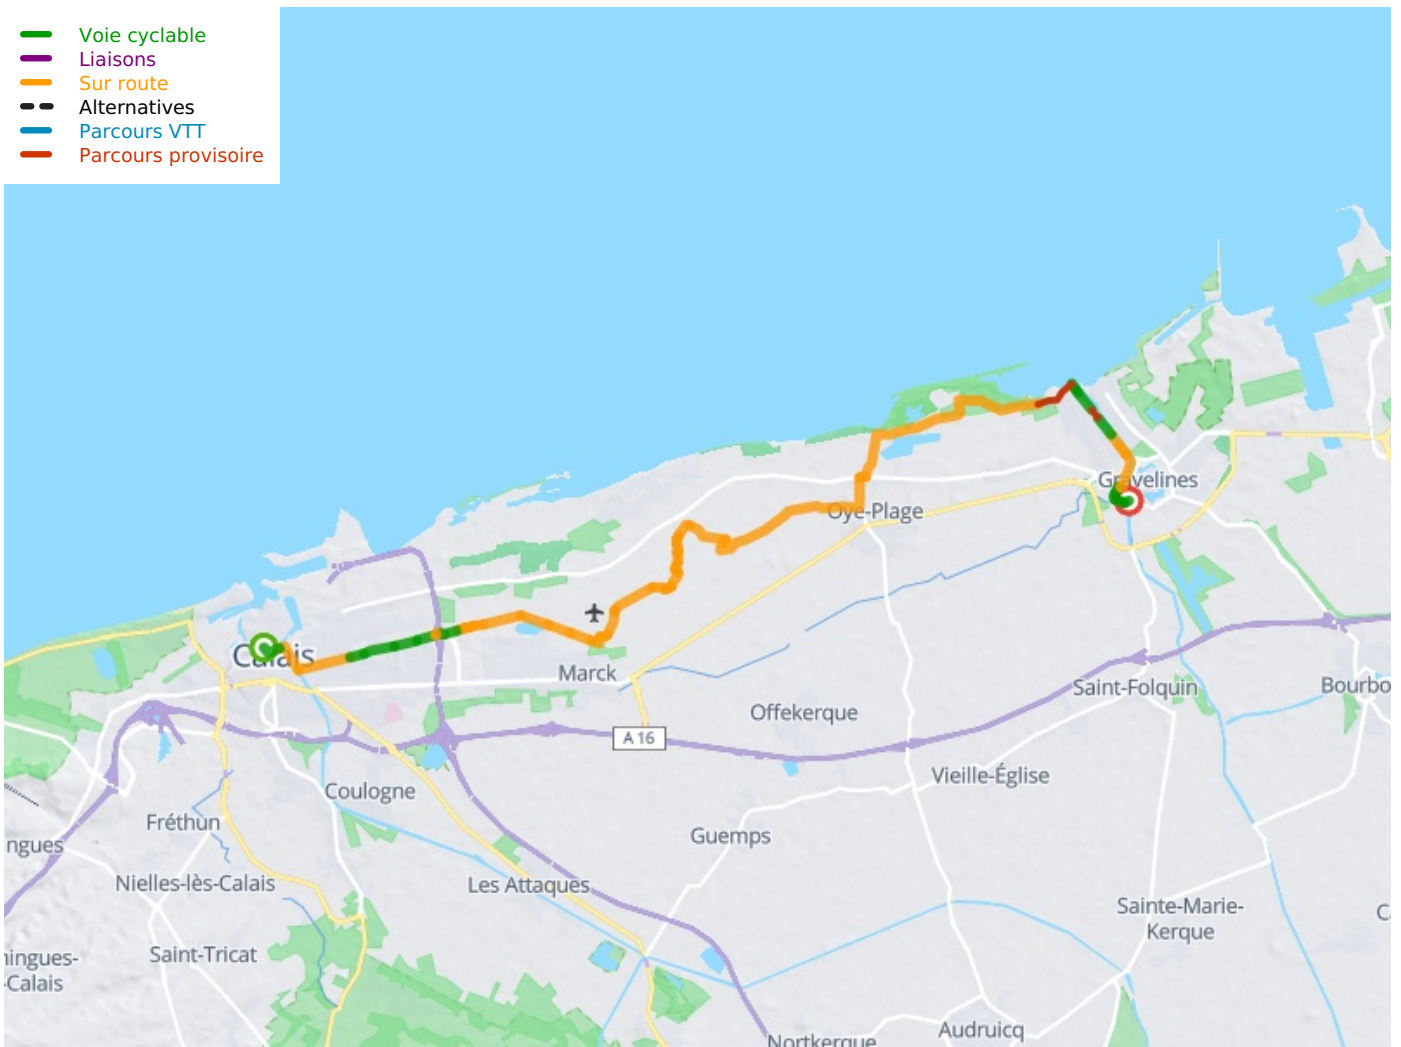 Voie cyclable
Liaisons
Sur route
Alternatives
Parcours VTT
Parcours provisoire
Gravelines
Oye-Plage
Calais
Marck
Saint-Folquin
Bourbo
Offekerque
A 16
Vieille-Église
Coulogne
Fréthun
Guemps
ngues
Nielles-lès-Calais
Les Attaques
Sainte-Marie-
Kerque
C
Saint-Tricat
hingues-
-Calais
Audruicq
Nortkerque